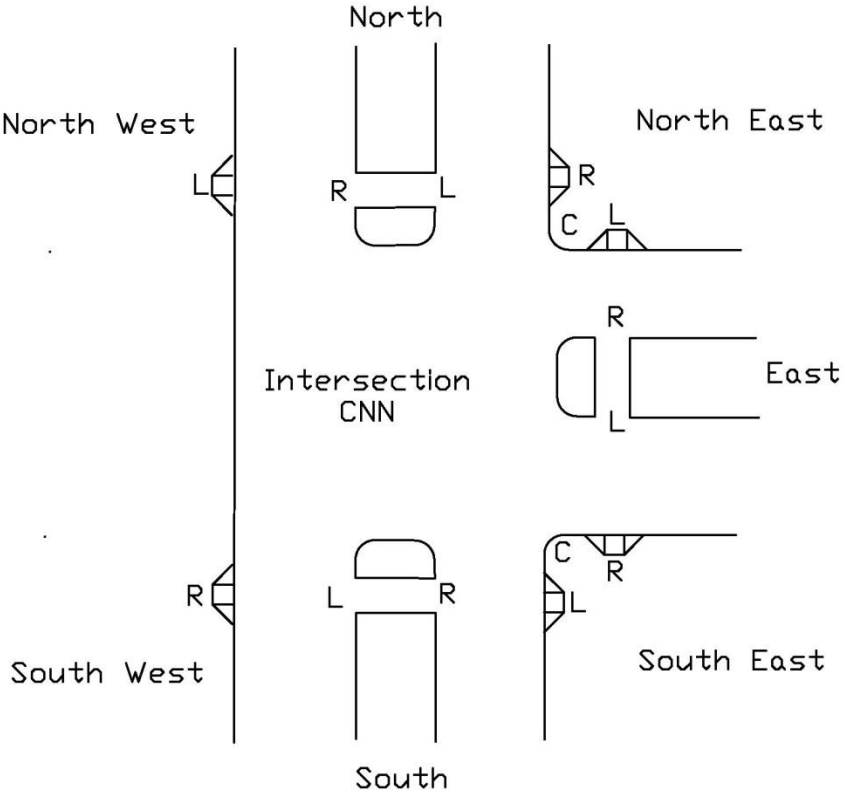 North
North West
North East
L
R
L
R
L
C
R
Intersection
CNN
East
L
C
R
R
L
R
L
South West
South East
South